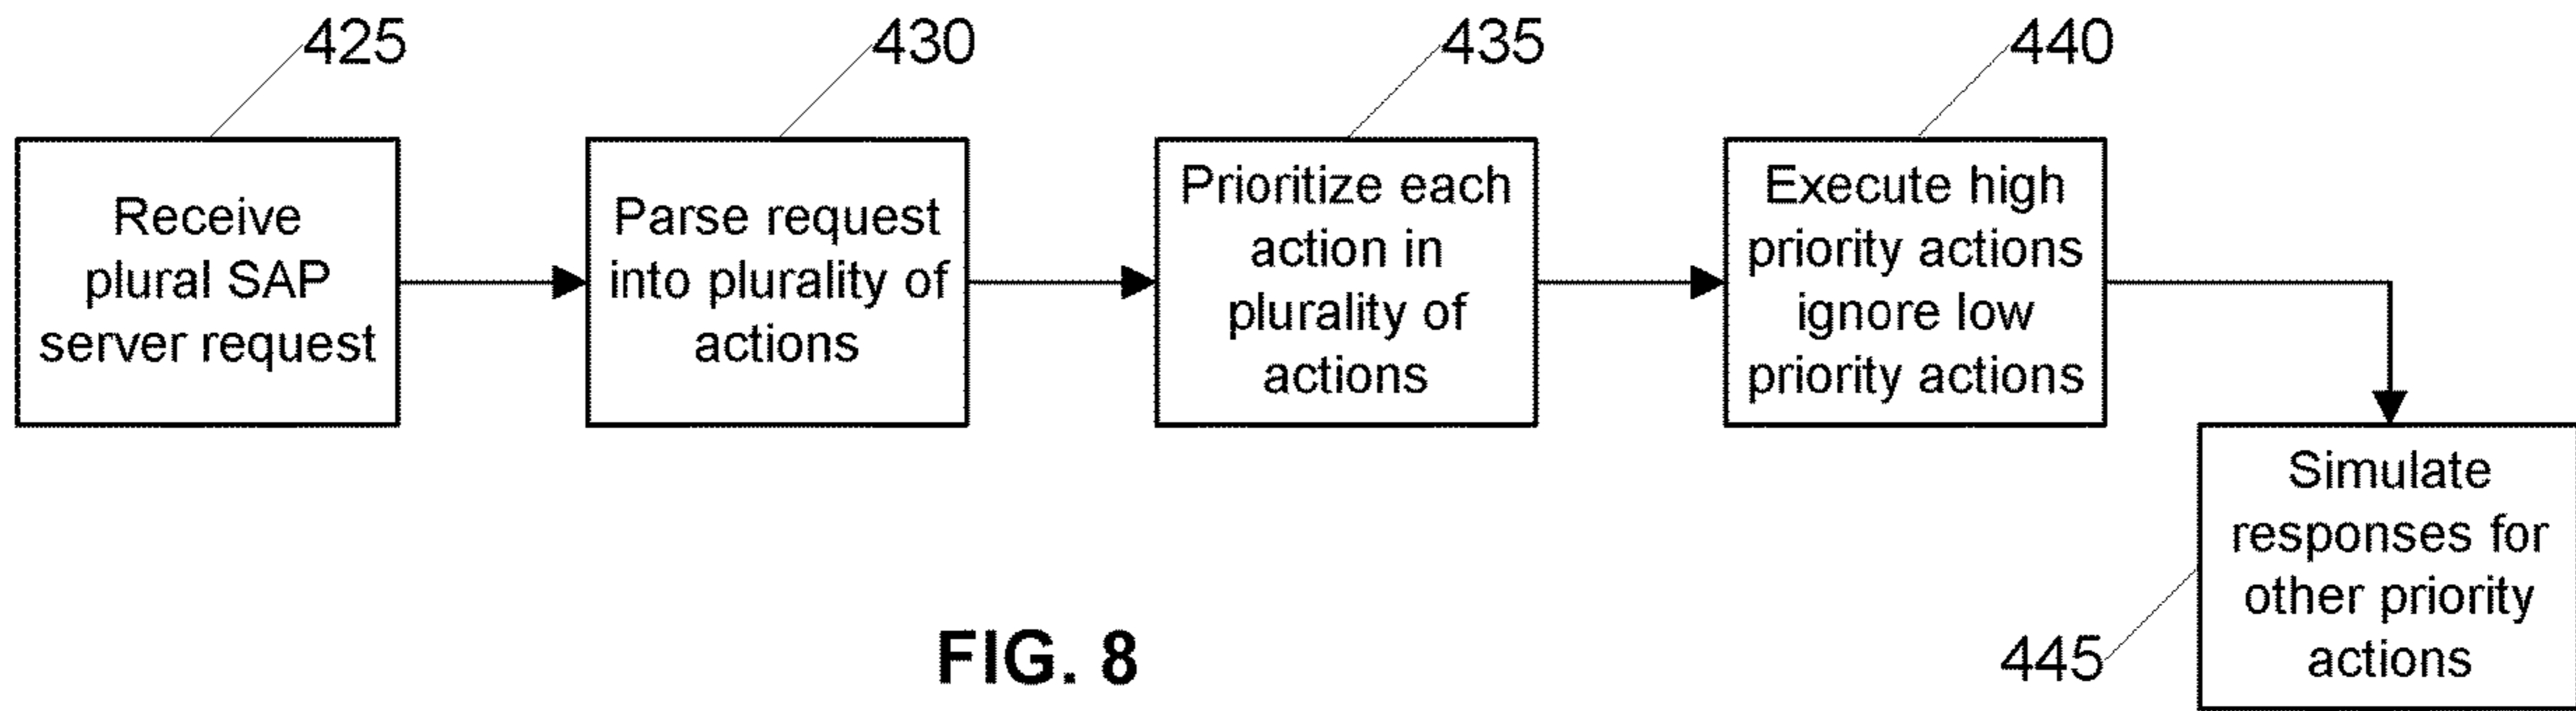 425
430
435
440
Receive
plural SAP
server request
Parse request
into plurality of
actions
Prioritize each
action in
plurality of
actions
Execute high
priority actions
ignore low
priority actions
Simulate
responses for
other priority
actions
445
FIG. 8